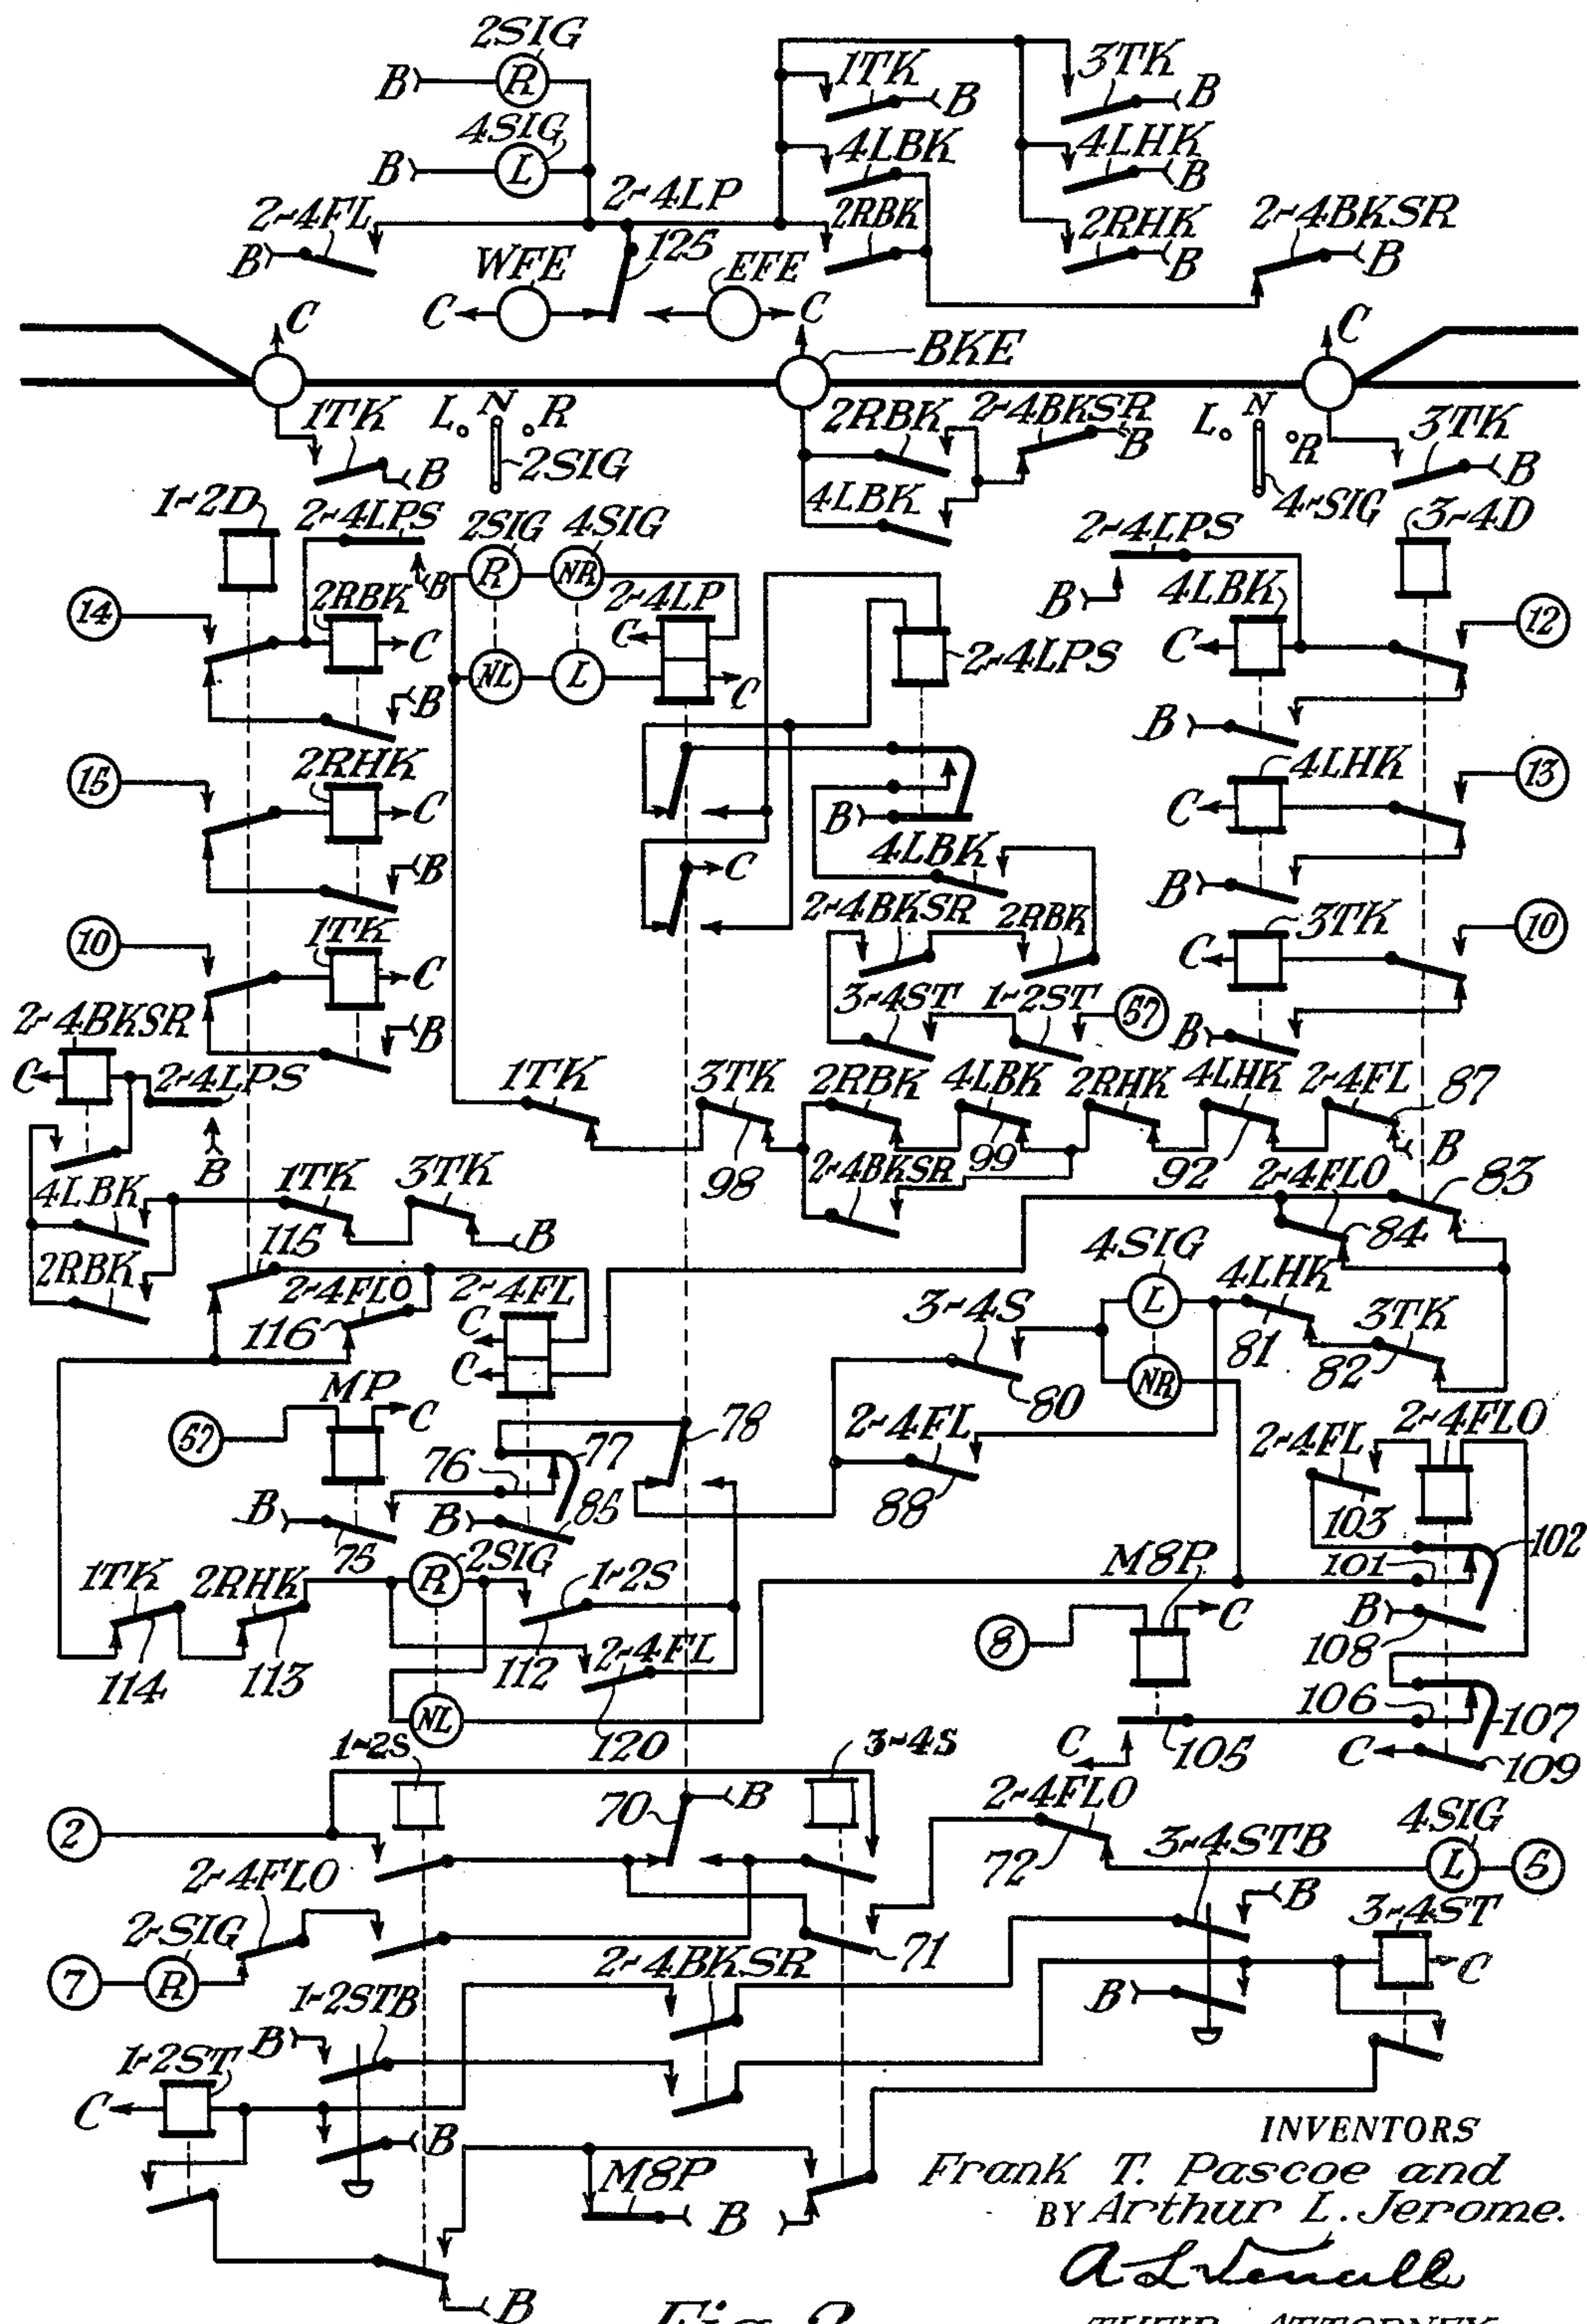 2SIG
B R
4SIG
B L
1TK 3TK
B B
4LBK 4LHK
B
2-4FL 2-4LP 2RBK 2RHK 2-4BKSR
B 125 B B
WFE EFE
C C
C C C
BKE
1TK L N R 2RBK 2-4BKSR L N R 3TK
B 2SIG B B
4LBK 4-SIG
1-2D 2-4LPS 2SIG 4SIG 2-4LPS 3-4D
B R NR B
14 2RBK 2-4LP 4LBK 12
C C 2-4LPS C
NL L C
B B
15 2RHK 4LHK 13
C B C
4LBK
B C B
10 1TK 2-4BKSR 2RBK 3TK 10
C C
2-4BKSR 3-4ST 1-2ST 57
B B
C 2-4LPS 1TK 3TK 2RBK 4LBK 2RHK 4LHK 2-4FL 87
B 98 99 92 B
4LBK 1TK 3TK 2-4BKSR 2-4FLO 83
B 84
2RBK 115 4SIG
2-4FLO 2-4FL 3-4S L 4LHK 3TK
116 C 81 82
C
MP NR
57 C 80 2-4FL 2-4FLO
76 77 78 2-4FL
B 75 B 85 88 103
102
1TK 2RHK R 2SIG 1-2S M8P 101
C B
8 108
114 113 112 2-4FL
NL 120 106 107
C 105 C 109
1-2S 3-4S
70 B
2 2-4FLO 4SIG
72 3-4STB L 5
2-4FLO B
2-SIG 71 3-4ST
7 R 2-4BKSR C
1-2STB B
B
1-2ST
C
B
M8P
B
B
INVENTORS
Frank T. Pascoe and
BY Arthur L. Jerome.
THEIR ATTORNEY